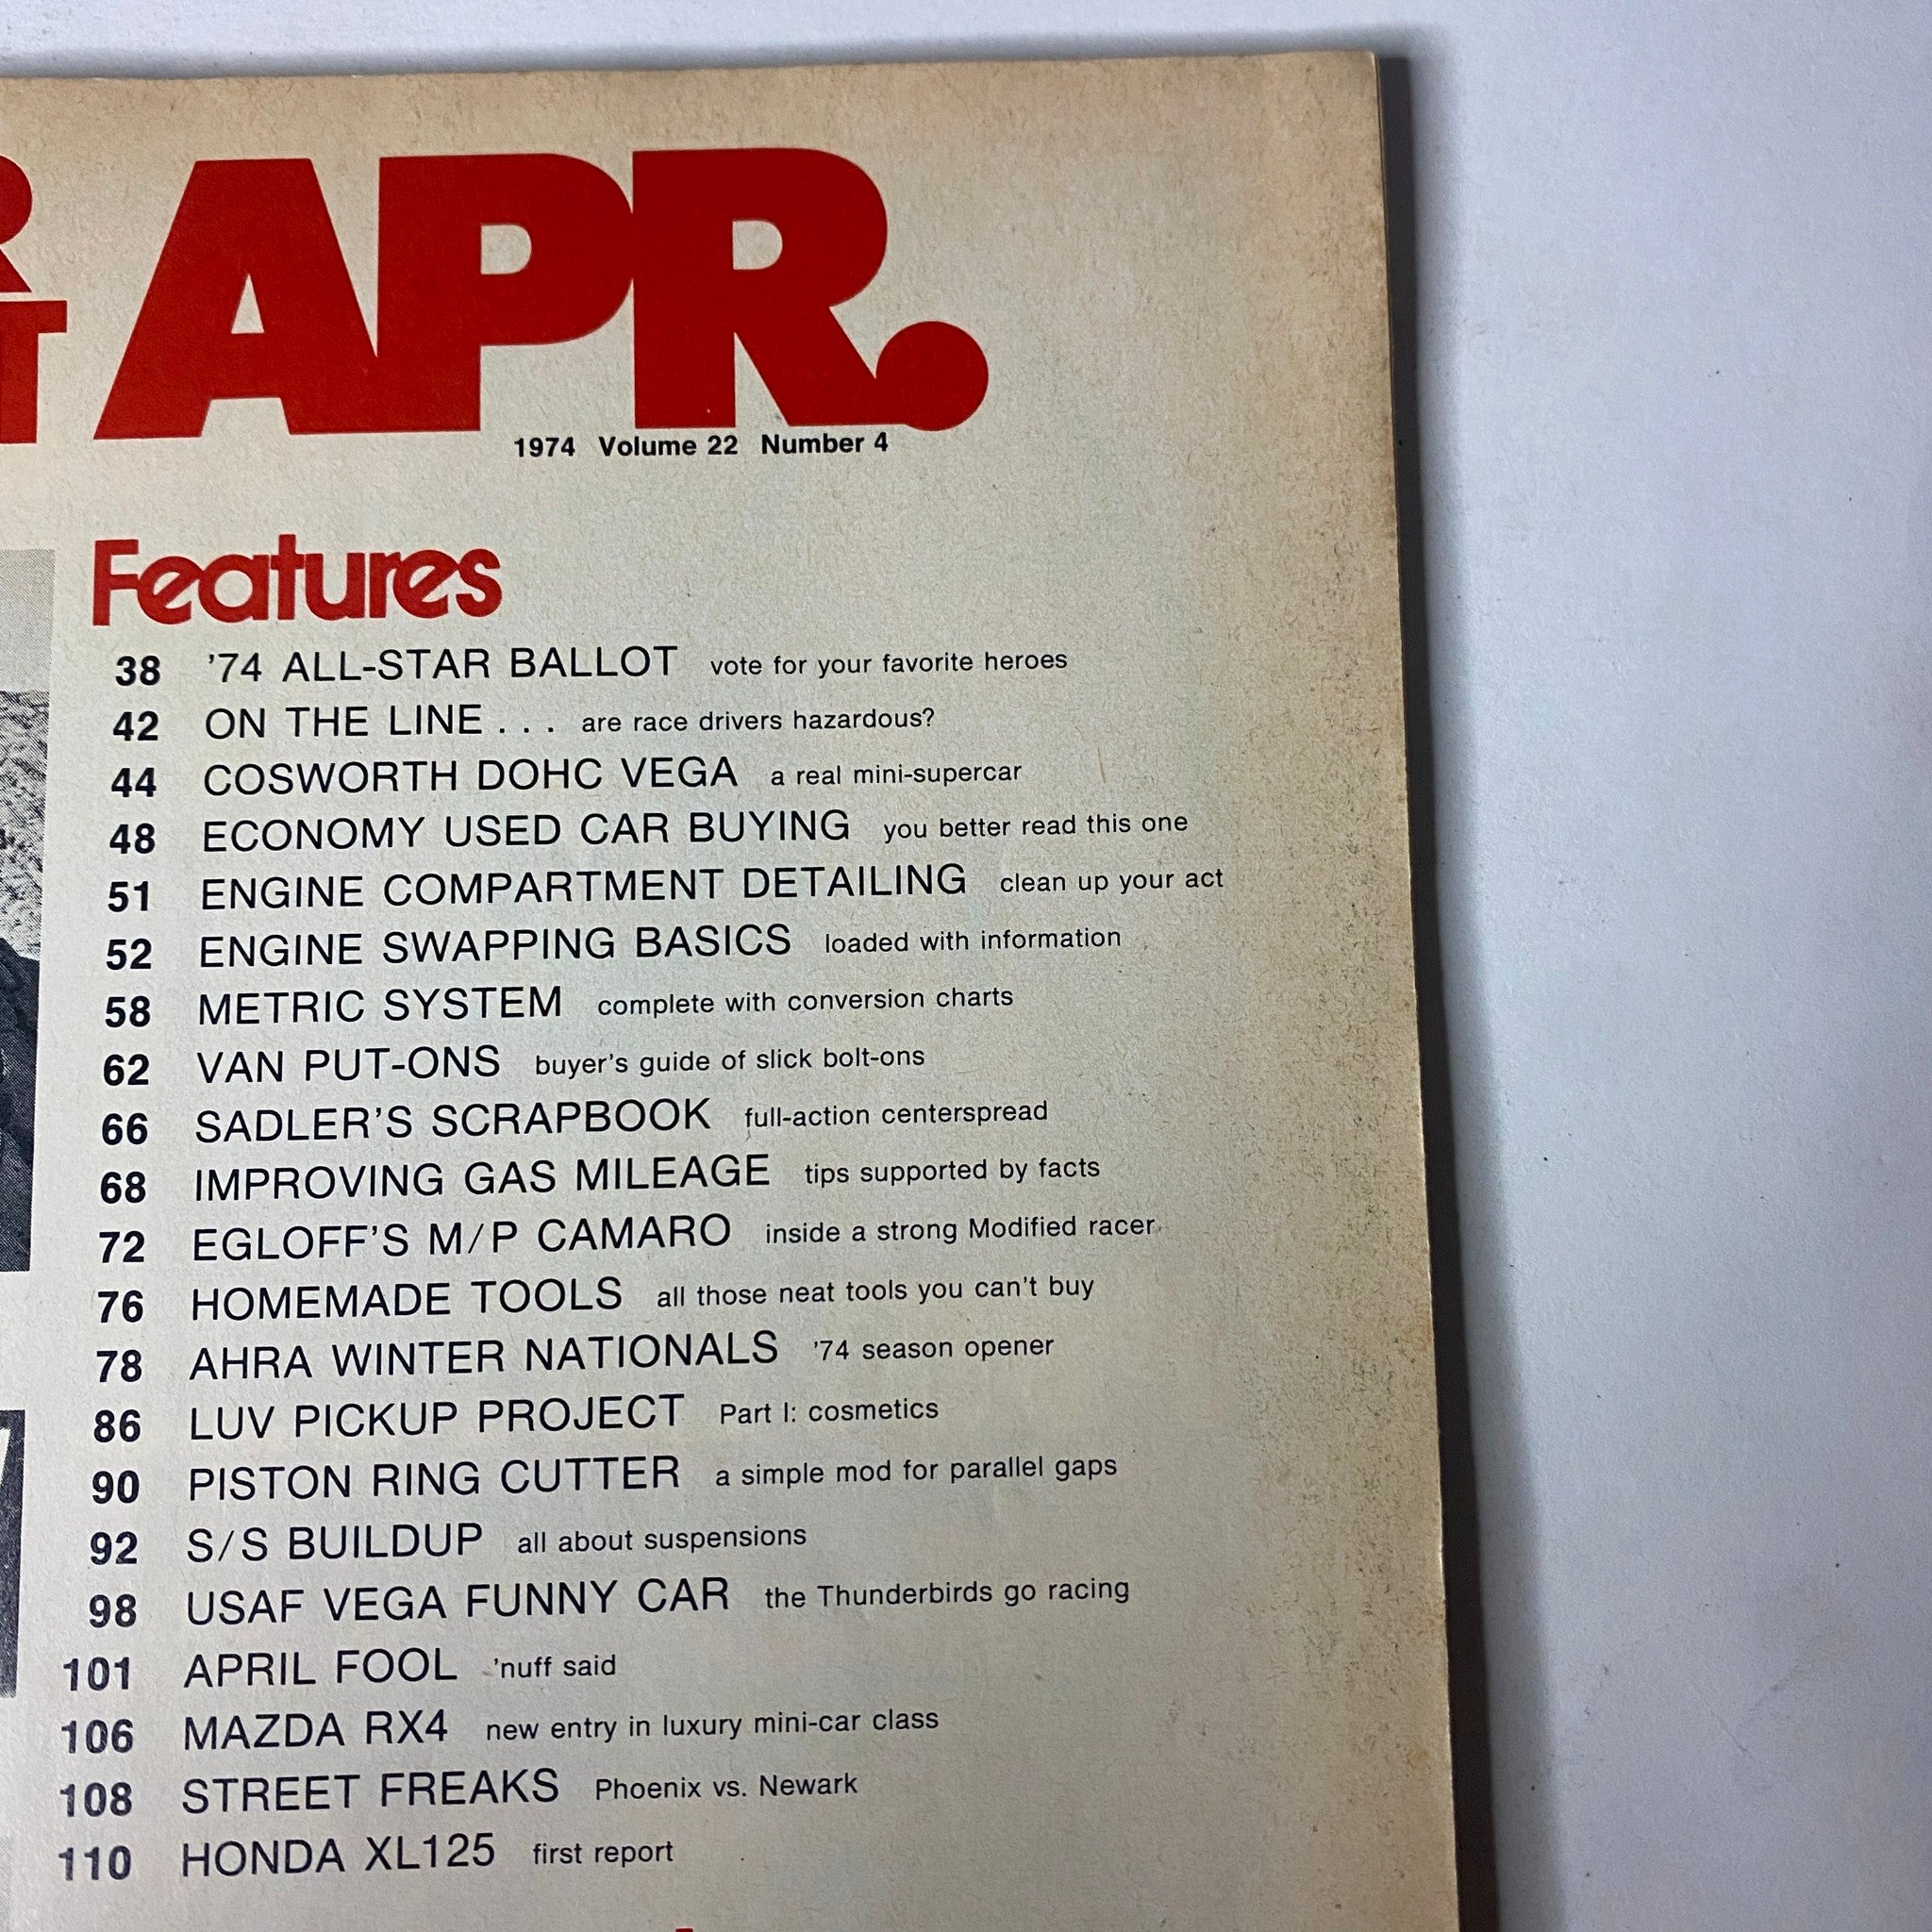 APR.
1974 Volume 22 Number 4
Features
38 '74 ALL-STAR BALLOT vote for your favorite heroes
42 ON THE LINE . . . are race drivers hazardous?
44 COSWORTH DOHC VEGA a real mini-supercar
48 ECONOMY USED CAR BUYING you better read this one
51 ENGINE COMPARTMENT DETAILING clean up your act
52 ENGINE SWAPPING BASICS loaded with information
58 METRIC SYSTEM complete with conversion charts
62 VAN PUT-ONS buyer's guide of slick bolt-ons
66 SADLER'S SCRAPBOOK full-action centerspread
68 IMPROVING GAS MILEAGE tips supported by facts
72 EGLOFF'S M/P CAMARO inside a strong Modified racer
76 HOMEMADE TOOLS all those neat tools you can't buy
78 AHRA WINTER NATIONALS '74 season opener
86 LUV PICKUP PROJECT Part I: cosmetics
90 PISTON RING CUTTER a simple mod for parallel gaps
92 S/S BUILDUP all about suspensions
98 USAF VEGA FUNNY CAR the Thunderbirds go racing
101 APRIL FOOL 'nuff said
106 MAZDA RX4 new entry in luxury mini-car class
108 STREET FREAKS Phoenix vs. Newark
110 HONDA XL125 first report